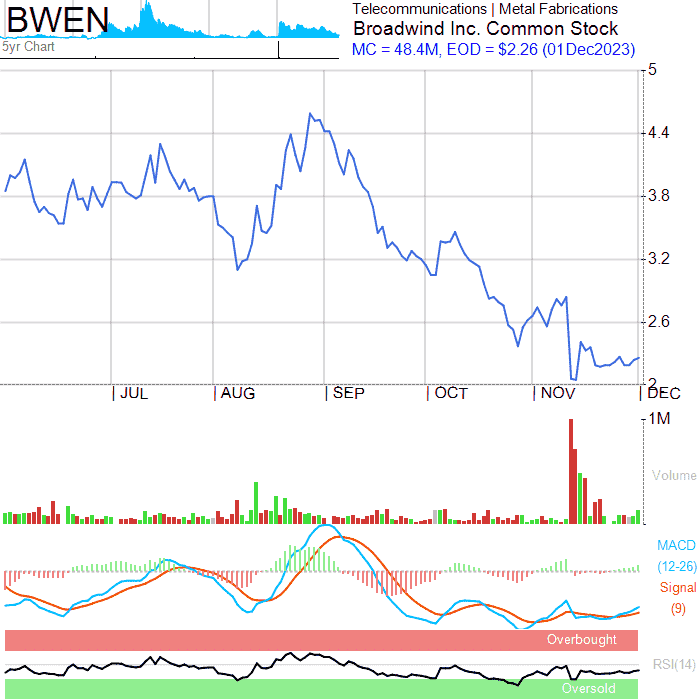 BWEN
5yr Chart
Telecommunications | Metal Fabrications
Broadwind Inc. Common Stock
MC = 48.4M, EOD = $2.26 (01Dec2023)
5
4.4
3.8
3.2
2.6
2
JUL
AUG
SEP
OCT
NOV
DEC
1M
Volume
MACD
(12-26)
Signal
(9)
Overbought
RSI(14)
Oversold